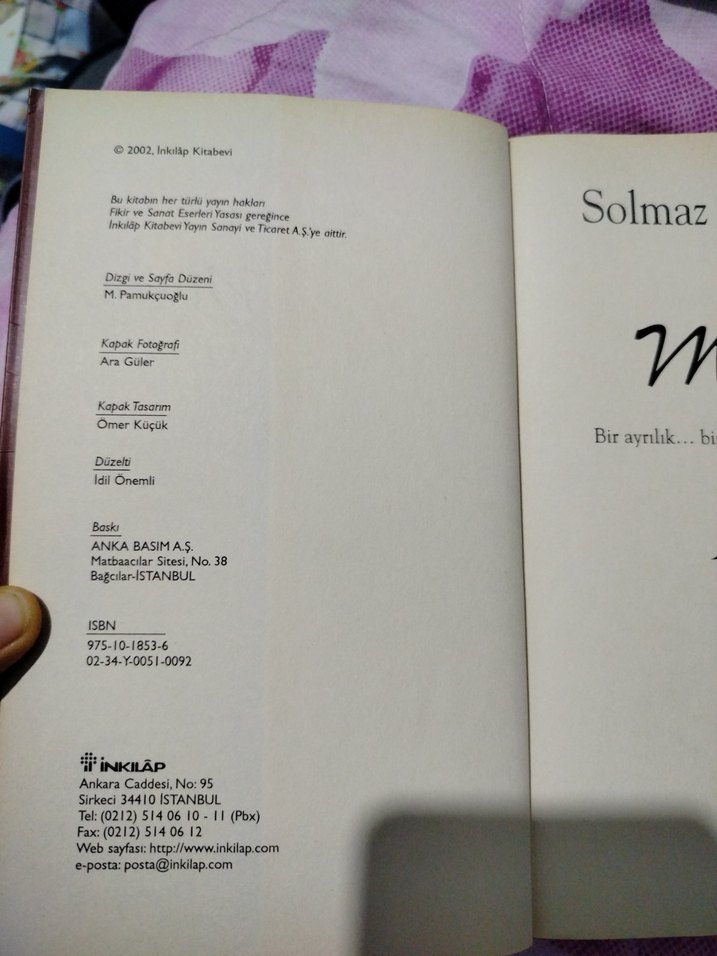 © 2002, İnkılâp Kitabevi
Bu kitabın her türlü yayın hakları
Fikir ve Sanat Eserleri Yasası gereğince
İnkılâp Kitabevi Yayın Sanayi ve Ticaret A.Ş.'ye aittir.
Dizgi ve Sayfa Düzeni
M. Pamukçuoğlu
Kapak Fotoğrafı
Ara Güler
Kapak Tasarım
Ömer Küçük
Düzelti
İdil Önemli
Baskı
ANKA BASIM A.Ş.
Matbaacılar Sitesi, No. 38
Bağcılar-İSTANBUL
ISBN
975-10-1853-6
02-34-Y-0051-0092
İNKILÂP
Ankara Caddesi, No: 95
Sirkeci 34410 İSTANBUL
Tel: (0212) 514 06 10 - 11 (Pbx)
Fax: (0212) 514 06 12
Web sayfası: http://www.inkilap.com
e-posta: posta@inkilap.com
Solmaz
Bir ayrılık...